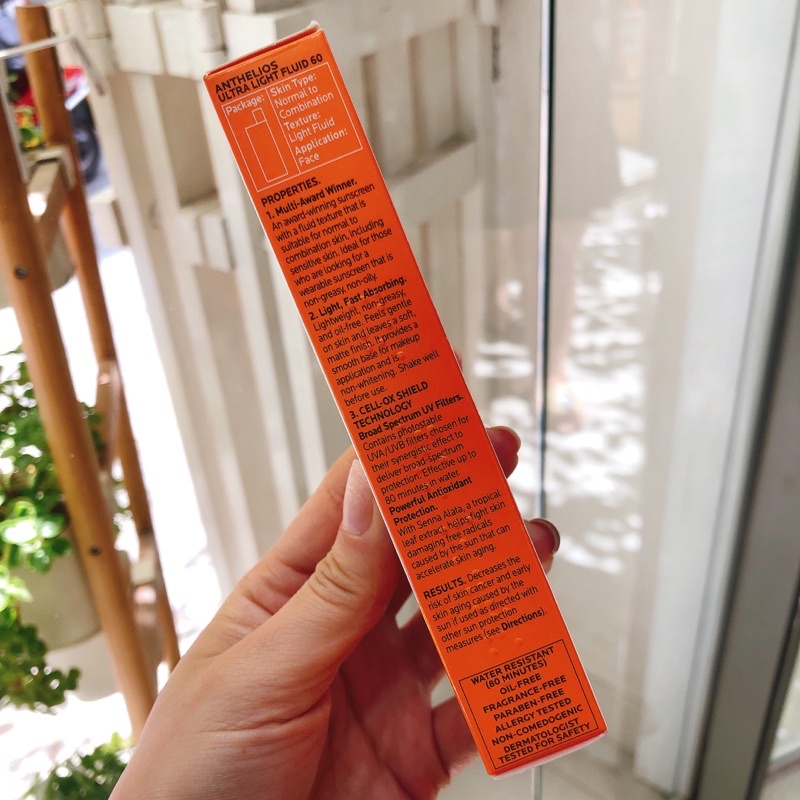 ANTHELIOS
ULTRA LIGHT FLUID 60
Package:
Skin Type:
Normal to
Combination
Texture:
Light Fluid
Application:
Face
PROPERTIES.
1. Multi-Award Winner.
An award-winning sunscreen
with a fluid texture that is
suitable for normal to
combination skin, including
sensitive skin. Ideal for those
who are looking for a
wearable sunscreen that is
non-greasy, non-oily.
2. Light, Fast Absorbing.
Lightweight, non-greasy,
and oil-free. Feels gentle
on skin and leaves a soft,
matte finish. It provides a
smooth base for makeup
application and is
non-whitening. Shake well
before use.
3. CELL-OX SHIELD
TECHNOLOGY
Broad Spectrum UV Filters.
Contains photostable
UVA/UVB filters chosen for
their synergistic effect to
deliver broad-spectrum
protection. Effective up to
80 minutes in water.
Powerful Antioxidant
Protection.
With Senna Alata, a tropical
leaf extract, helps fight skin
damaging free radicals
caused by the sun that can
accelerate skin aging.
RESULTS. Decreases the
risk of skin cancer and early
skin aging caused by the
sun if used as directed with
other sun protection
measures (see Directions).
WATER RESISTANT
(80 MINUTES)
OIL-FREE
FRAGRANCE-FREE
PARABEN-FREE
ALLERGY TESTED
NON-COMEDOGENIC
DERMATOLOGIST
TESTED FOR SAFETY